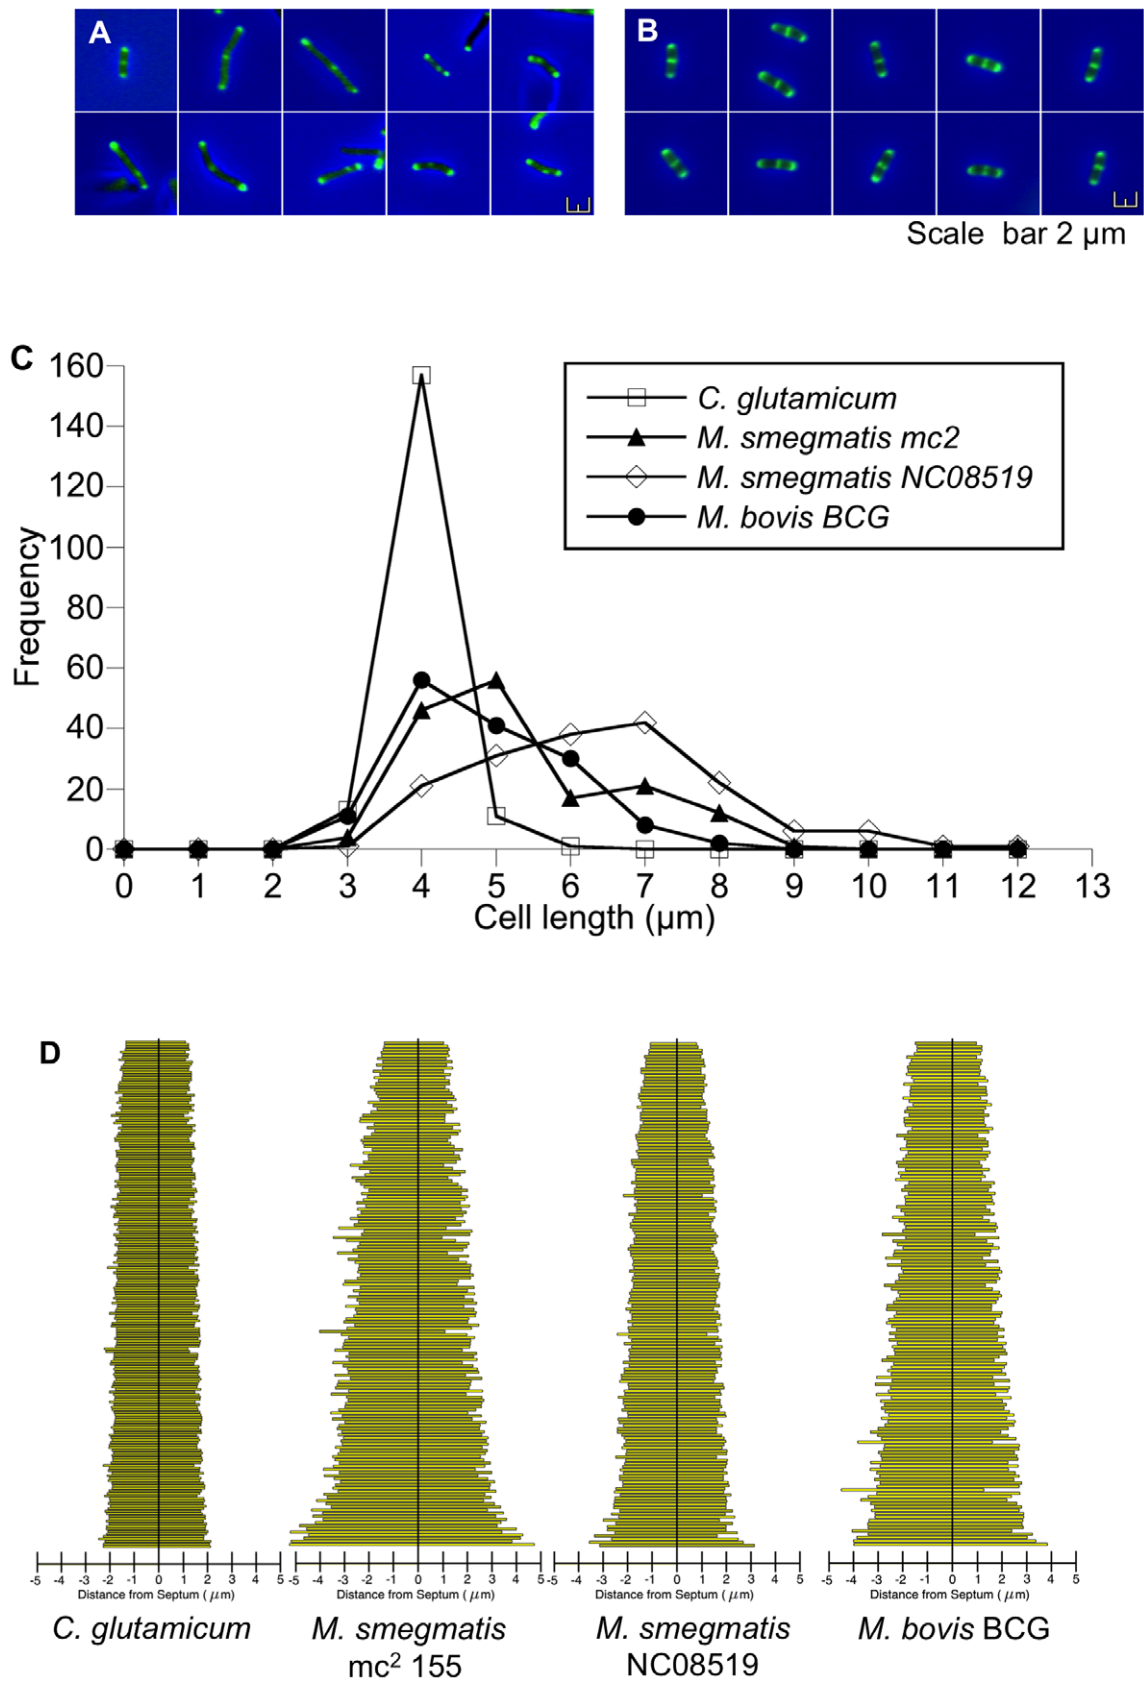 A
B
Scale bar 2 µm
C
160
140
120
100
80
60
40
20
0
Frequency
C. glutamicum
M. smegmatis mc2
M. smegmatis NC08519
M. bovis BCG
0 1 2 3 4 5 6 7 8 9 10 11 12 13
Cell length (µm)
D
-5 -4 -3 -2 -1 0 1 2 3 4 5
-5 -4 -3 -2 -1 0 1 2 3 4 5
-5 -4 -3 -2 -1 0 1 2 3 4 5
-5 -4 -3 -2 -1 0 1 2 3 4 5
Distance from Septum ( µm)
Distance from Septum ( µm)
Distance from Septum ( µm)
Distance from Septum ( µm)
C. glutamicum
M. smegmatis
mc² 155
M. smegmatis
NC08519
M. bovis BCG